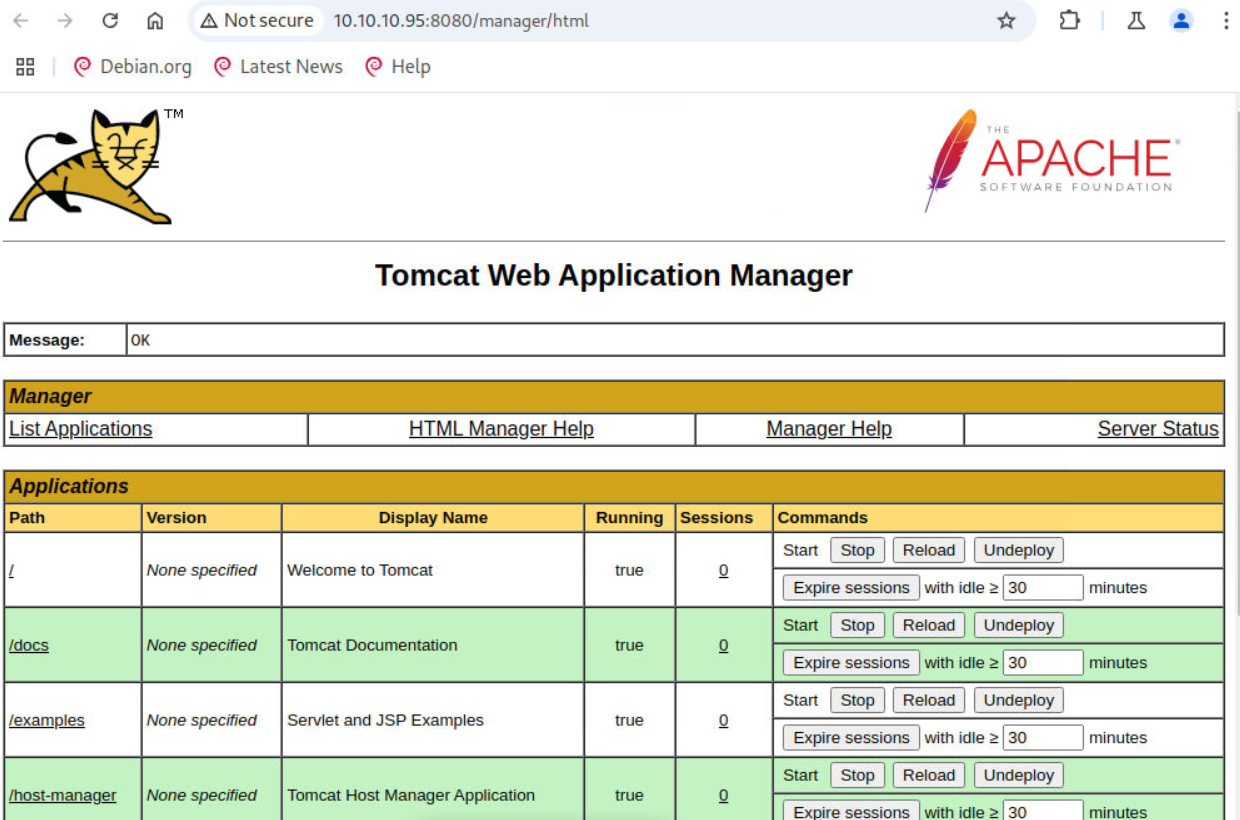 Not secure 10.10.10.95:8080/manager/html
Debian.org Latest News Help
TM
THE
APACHE®
SOFTWARE FOUNDATION
Tomcat Web Application Manager
Message: OK
Manager
List Applications HTML Manager Help Manager Help Server Status
Applications
Path Version Display Name Running Sessions Commands
/ None specified Welcome to Tomcat true 0 Start Stop Reload Undeploy
Expire sessions with idle ≥ 30 minutes
/docs None specified Tomcat Documentation true 0 Start Stop Reload Undeploy
Expire sessions with idle ≥ 30 minutes
/examples None specified Servlet and JSP Examples true 0 Start Stop Reload Undeploy
Expire sessions with idle ≥ 30 minutes
/host-manager None specified Tomcat Host Manager Application true 0 Start Stop Reload Undeploy
Expire sessions with idle ≥ 30 minutes